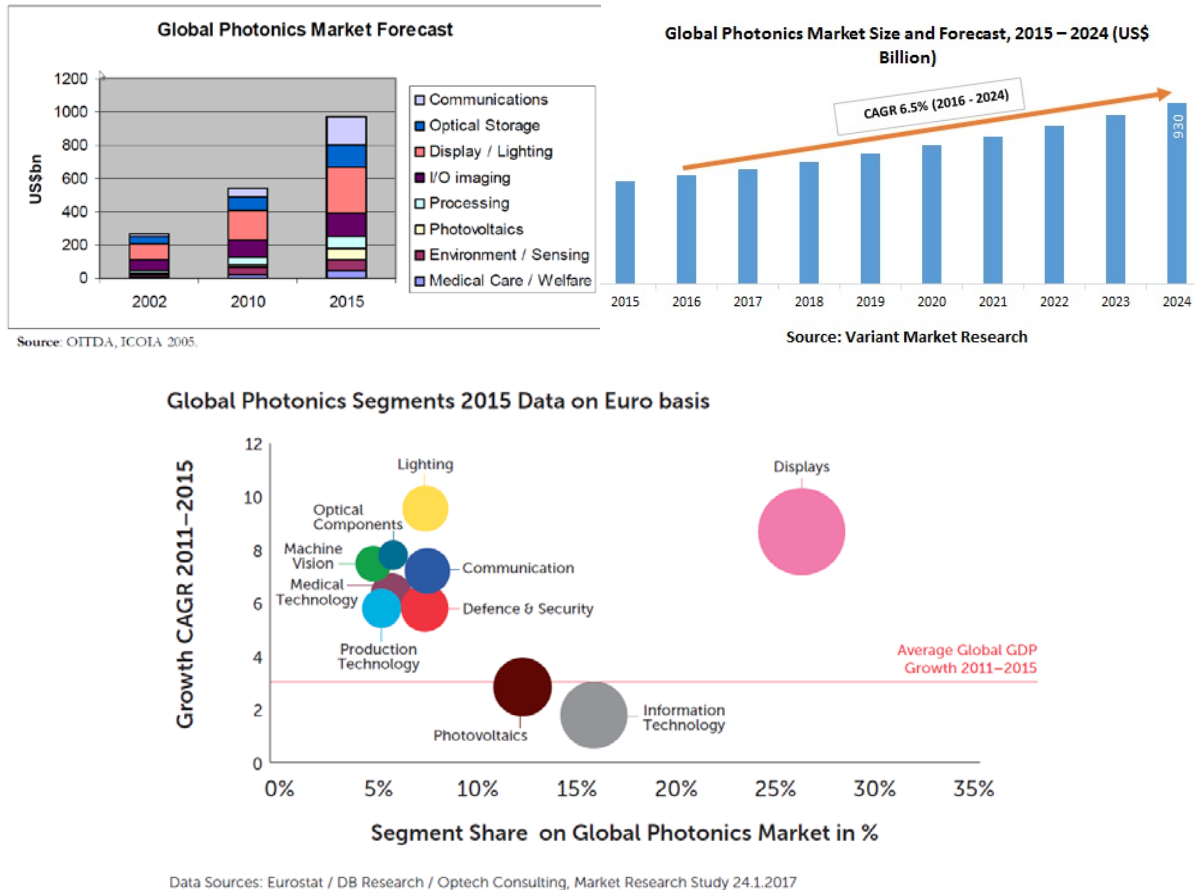 Global Photonics Market Forecast
1200
1000
800
600
400
200
0
US$bn
2002
2010
2015
Communications
Optical Storage
Display / Lighting
I/O imaging
Processing
Photovoltaics
Environment / Sensing
Medical Care / Welfare
Source: OITDA, ICOIA 2005.
Global Photonics Market Size and Forecast, 2015 – 2024 (US$
Billion)
CAGR 6.5% (2016 - 2024)
930
2015
2016
2017
2018
2019
2020
2021
2022
2023
2024
Source: Variant Market Research
Global Photonics Segments 2015 Data on Euro basis
Growth CAGR 2011–2015
12
10
8
6
4
2
0
Lighting
Displays
Optical
Components
Machine
Vision
Communication
Medical
Technology
Defence & Security
Production
Technology
Average Global GDP
Growth 2011–2015
Information
Technology
Photovoltaics
0%
5%
10%
15%
20%
25%
30%
35%
Segment Share on Global Photonics Market in %
Data Sources: Eurostat / DB Research / Optech Consulting, Market Research Study 24.1.2017